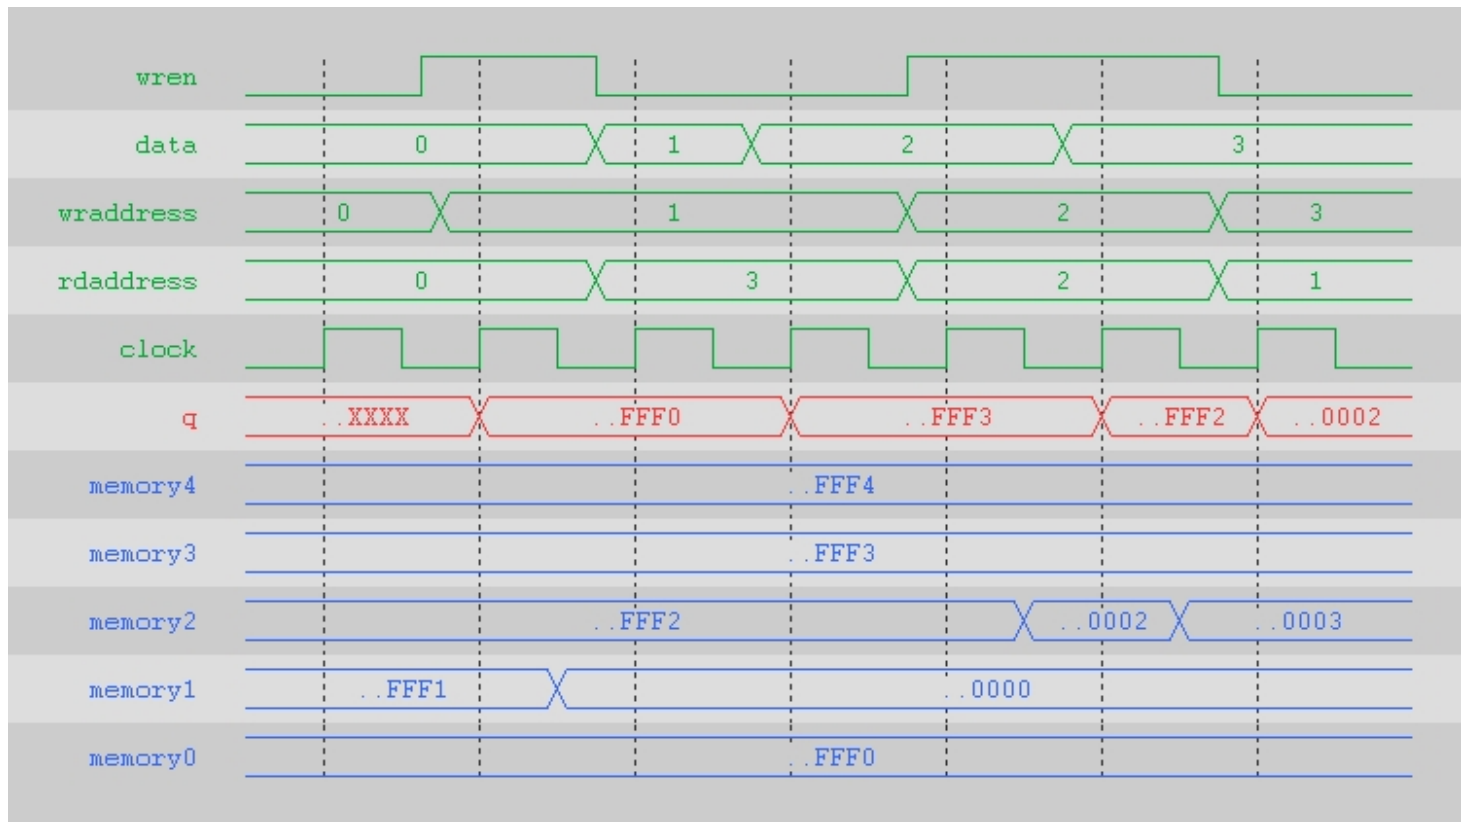 wren
data 0 1 2 3
wraddress 0 1 2 3
rdaddress 0 3 2 1
clock
q ..XXXX ..FFF0 ..FFF3 ..FFF2 ..0002
memory4 ..FFF4
memory3 ..FFF3
memory2 ..FFF2 ..0002 ..0003
memory1 ..FFF1 ..0000
memory0 ..FFF0